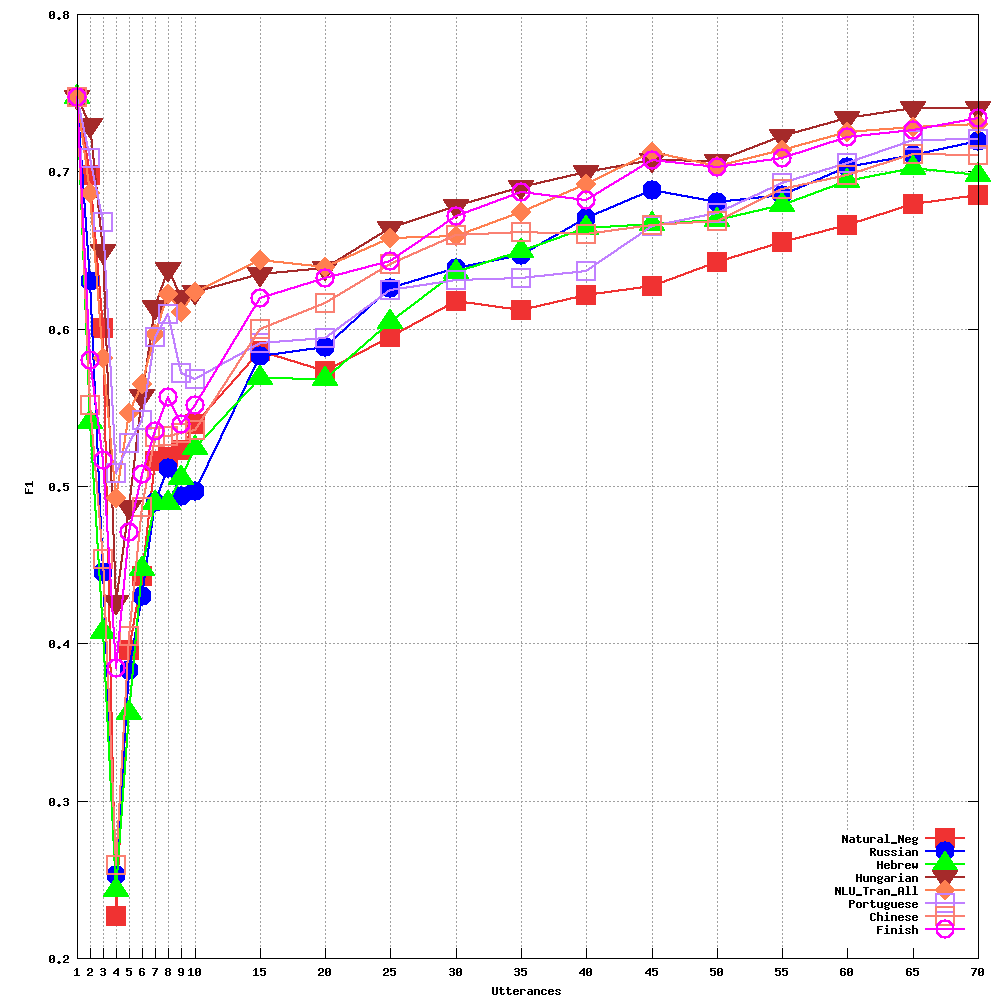 0.8
0.7
0.6
0.5
0.4
0.3
0.2
F1
1 2 3 4 5 6 7 8 9 10 15 20 25 30 35 40 45 50 55 60 65 70
Utterances
Natural_Neg
Russian
Hebrew
Hungarian
NLU_Tran_All
Portuguese
Chinese
Finish